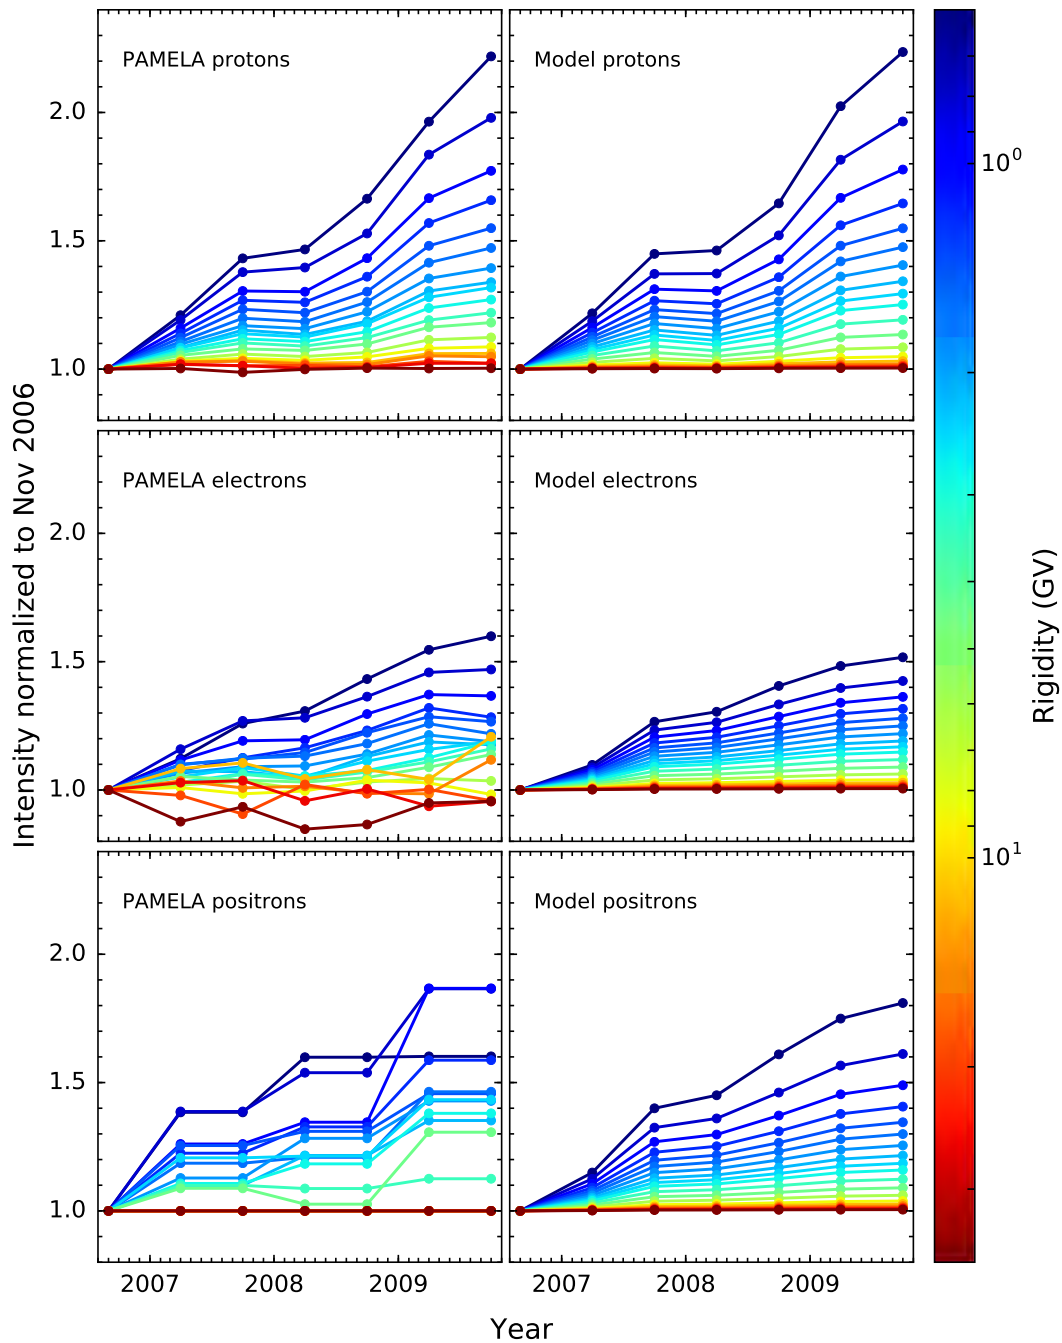 PAMELA protons
Model protons
2.0
1.5
1.0
10^0
PAMELA electrons
Model electrons
2.0
1.5
1.0
Intensity normalized to Nov 2006
Rigidity (GV)
10^1
PAMELA positrons
Model positrons
2.0
1.5
1.0
2007 2008 2009 2007 2008 2009
Year